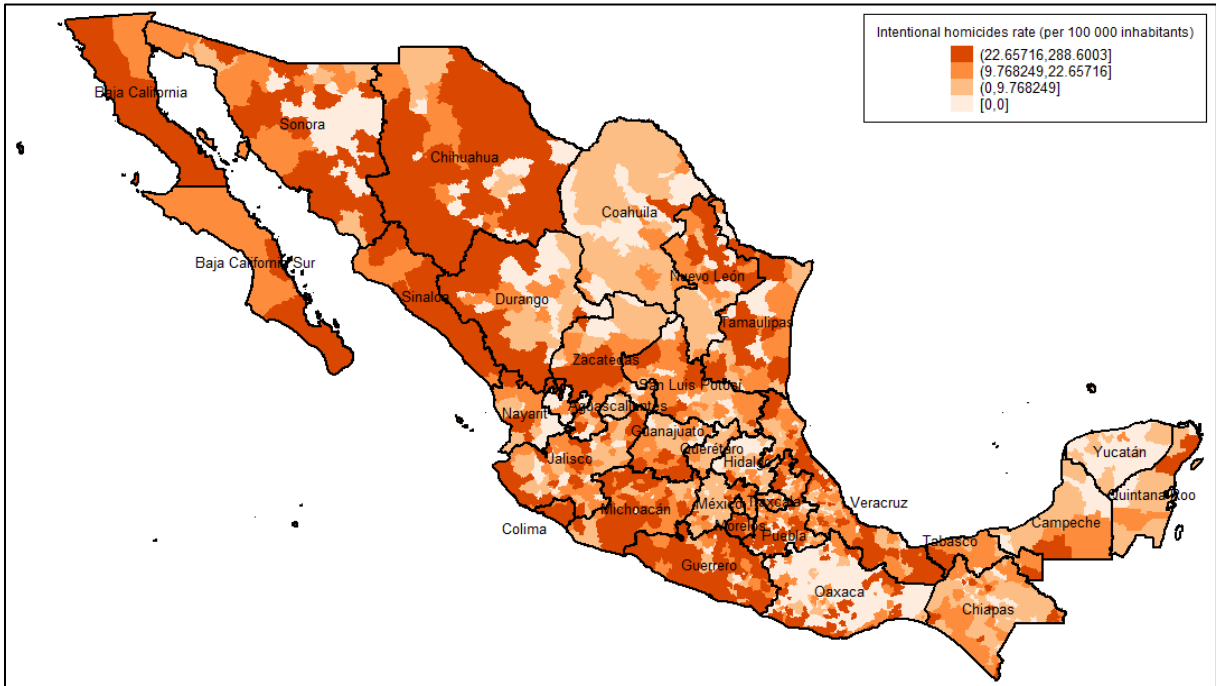 Intentional homicides rate (per 100 000 inhabitants)
(22.65716,288.6003]
(9.768249,22.65716]
(0,9.768249]
[0,0]
Baja California
Sonora
Chihuahua
Coahuila
Baja California Sur
Sinaloa
Durango
Nuevo León
Tamaulipas
Zacatecas
San Luis Potosí
Nayarit
Aguascalientes
Guanajuato
Querétaro
Hidalgo
Jalisco
Yucatán
Quintana Roo
Michoacán
México
Tlaxcala
Veracruz
Colima
Morelos
Puebla
Campeche
Tabasco
Guerrero
Oaxaca
Chiapas